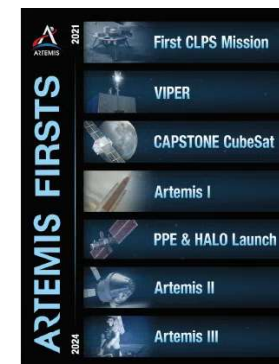 ARTEMIS
ARTEMIS FIRSTS
2021
First CLPS Mission
VIPER
CAPSTONE CubeSat
Artemis I
PPE & HALO Launch
Artemis II
2024
Artemis III